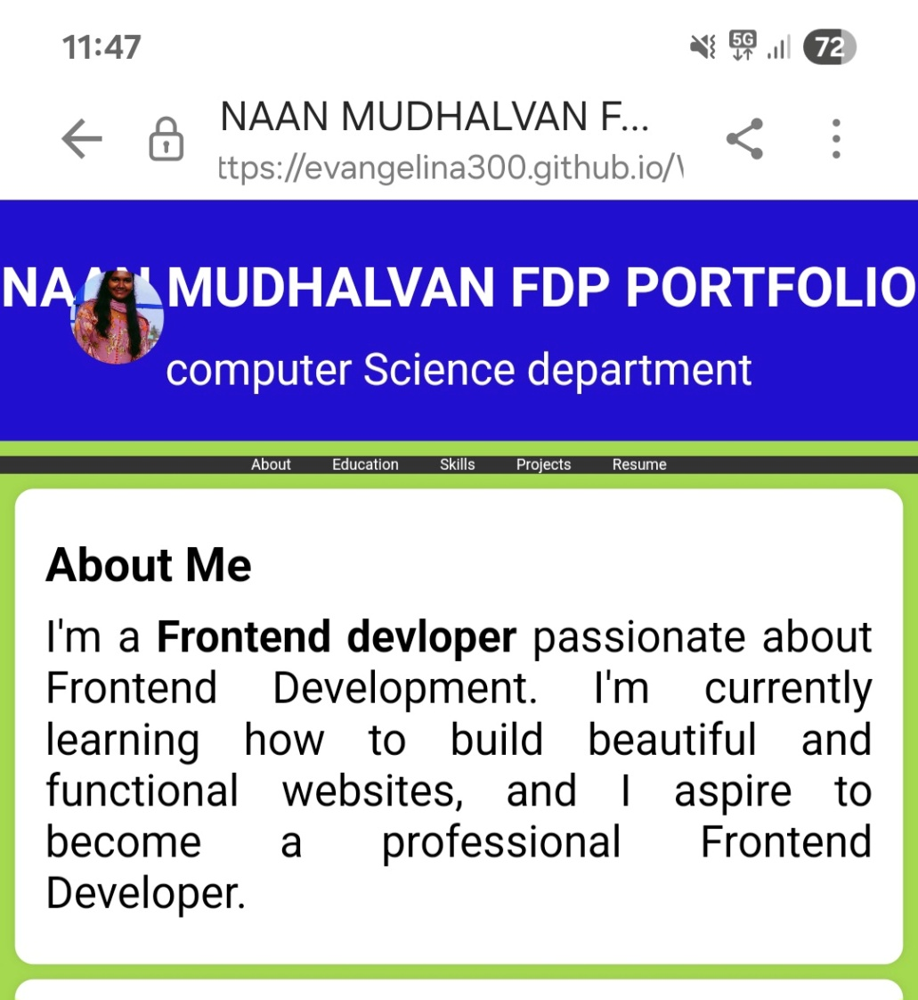 11:47
5G
72
NAAN MUDHALVAN F...
ttps://evangelina300.github.io/
NAAN MUDHALVAN FDP PORTFOLIO
computer Science department
About Education Skills Projects Resume
About Me
I'm a Frontend devloper passionate about
Frontend Development. I'm currently
learning how to build beautiful and
functional websites, and I aspire to
become a professional Frontend
Developer.